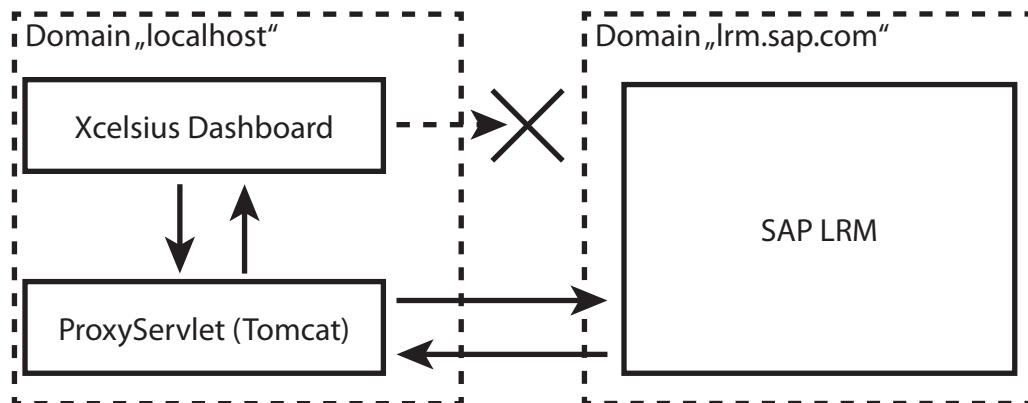 Domain „localhost“
Domain „lrm.sap.com“
Xcelsius Dashboard
SAP LRM
ProxyServlet (Tomcat)